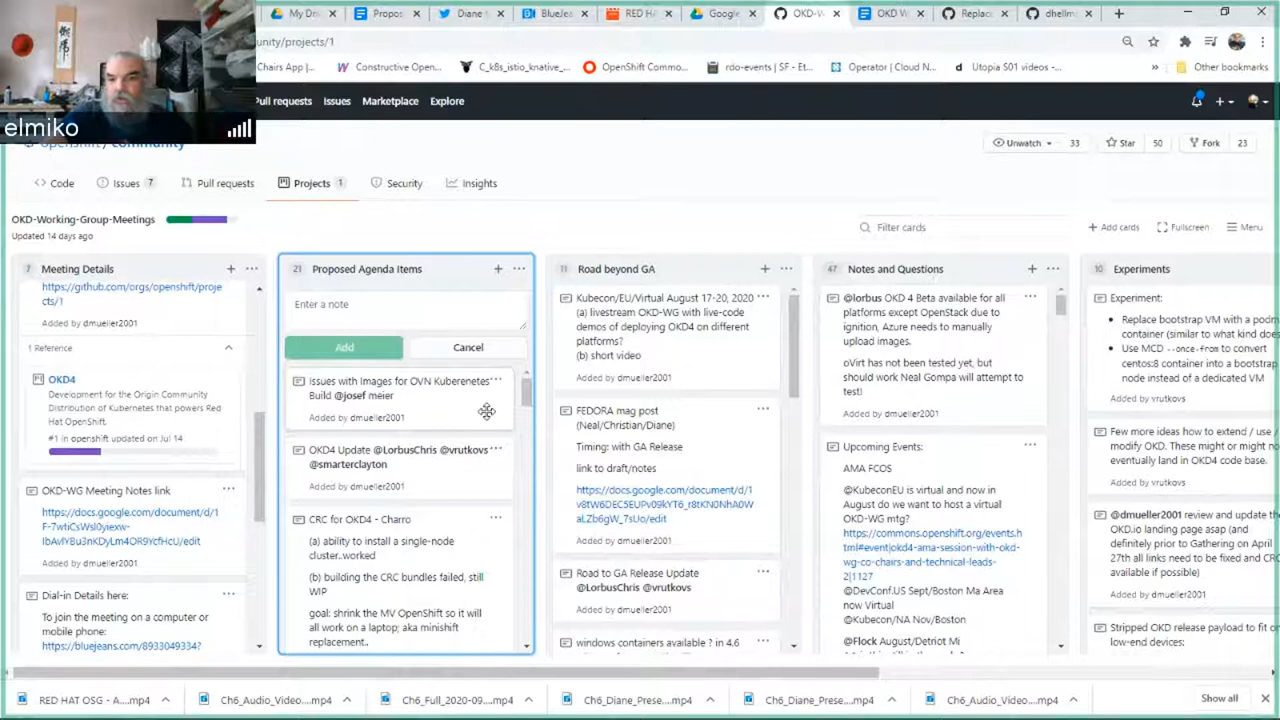 My Dri
Propos
Diane M
BlueJea
RED HA
Google
OKD-W
OKD W
Replac
dhellm
unity/projects/1
Chairs App |...
Constructive Open...
C_k8s_istio_knative_...
OpenShift Commo...
rdo-events | SF - Et...
Operator | Cloud N...
Utopia S01 videos -...
»
Other bookmarks
Pull requests
Issues
Marketplace
Explore
elmiko
openshift / community
Unwatch
33
Star
50
Fork
23
Code
Issues 7
Pull requests
Projects 1
Security
Insights
OKD-Working-Group-Meetings
Updated 14 days ago
Filter cards
Add cards
Fullscreen
Menu
7 Meeting Details
https://github.com/orgs/openshift/proje
cts/1
Added by dmueller2001
1 Reference
OKD4
Development for the Origin Community
Distribution of Kubernetes that powers Red
Hat OpenShift.
#1 in openshift updated on Jul 14
OKD-WG Meeting Notes link
https://docs.google.com/document/d/1
Added by dmueller2001
Dial-in Details here:
To join the meeting on a computer or
mobile phone:
https://bluejeans.com/8933049334?
21 Proposed Agenda Items
Enter a note
Add
Cancel
Issues with Images for OVN Kuberenetes
Build @josef meier
Added by dmueller2001
OKD4 Update @LorbusChris @vrutkovs
@smarterclayton
Added by dmueller2001
CRC for OKD4 - Charro
(a) ability to install a single-node
cluster..worked
(b) building the CRC bundles failed, still
WIP
goal: shrink the MV OpenShift so it will
all work on a laptop; aka minishift
replacement..
11 Road beyond GA
Kubecon/EU/Virtual August 17-20, 2020
(a) livestream OKD-WG with live-code
demos of deploying OKD4 on different
platforms?
(b) short video
Added by dmueller2001
FEDORA mag post
(Neal/Christian/Diane)
Timing: with GA Release
link to draft/notes
https://docs.google.com/document/d/1
v8tW6DEC5EUPv09kYT6_r8tKN0NhA0W
aLZb6gW_7sUo/edit
Added by dmueller2001
Road to GA Release Update
@LorbusChris @vrutkovs
Added by dmueller2001
windows containers available ? in 4.6
47 Notes and Questions
@lorbus OKD 4 Beta available for all
platforms except OpenStack due to
ignition, Azure needs to manually
upload images.
oVirt has not been tested yet, but
should work Neal Gompa will attempt to
test!
Added by dmueller2001
Upcoming Events:
AMA FCOS
@KubeconEU is virtual and now in
August do we want to host a virtual
OKD-WG mtg?
https://commons.openshift.org/events.h
tml#event|okd4-ama-session-with-okd-
wg-co-chairs-and-technical-leads-
2|1127
@DevConf.US Sept/Boston Ma Area
now Virtual
@Kubecon/NA Nov/Boston
@Flock August/Detriot Mi
10 Experiments
Experiment:
Replace bootstrap VM with a podm
container (similar to what kind does
Use MCD --once-from to convert
centos:8 container into a bootstrap
node instead of a dedicated VM
Added by vrutkovs
Few more ideas how to extend / use /
modify OKD. These might or might no
eventually land in OKD4 code base.
Added by vrutkovs
@dmueller2001 review and update the
OKD.io landing page asap (and
definitely prior to Gathering on April
27th all links need to be fixed and CRC
available if possible)
Added by dmueller2001
Stripped OKD release payload to fit o
low-end devices:
RED HAT OSG - A....mp4
Ch6_Audio_Video....mp4
Ch6_Full_2020-09....mp4
Ch6_Diane_Prese....mp4
Ch6_Diane_Prese....mp4
Ch6_Audio_Video....mp4
Show all